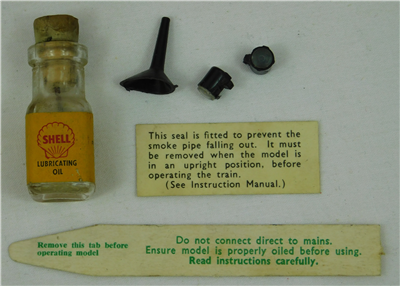 SHELL
LUBRICATING
OIL
This seal is fitted to prevent the
smoke pipe falling out. It must
be removed when the model is
in an upright position, before
operating the train.
(See Instruction Manual.)
Remove this tab before
operating model
Do not connect direct to mains.
Ensure model is properly oiled before using.
Read instructions carefully.